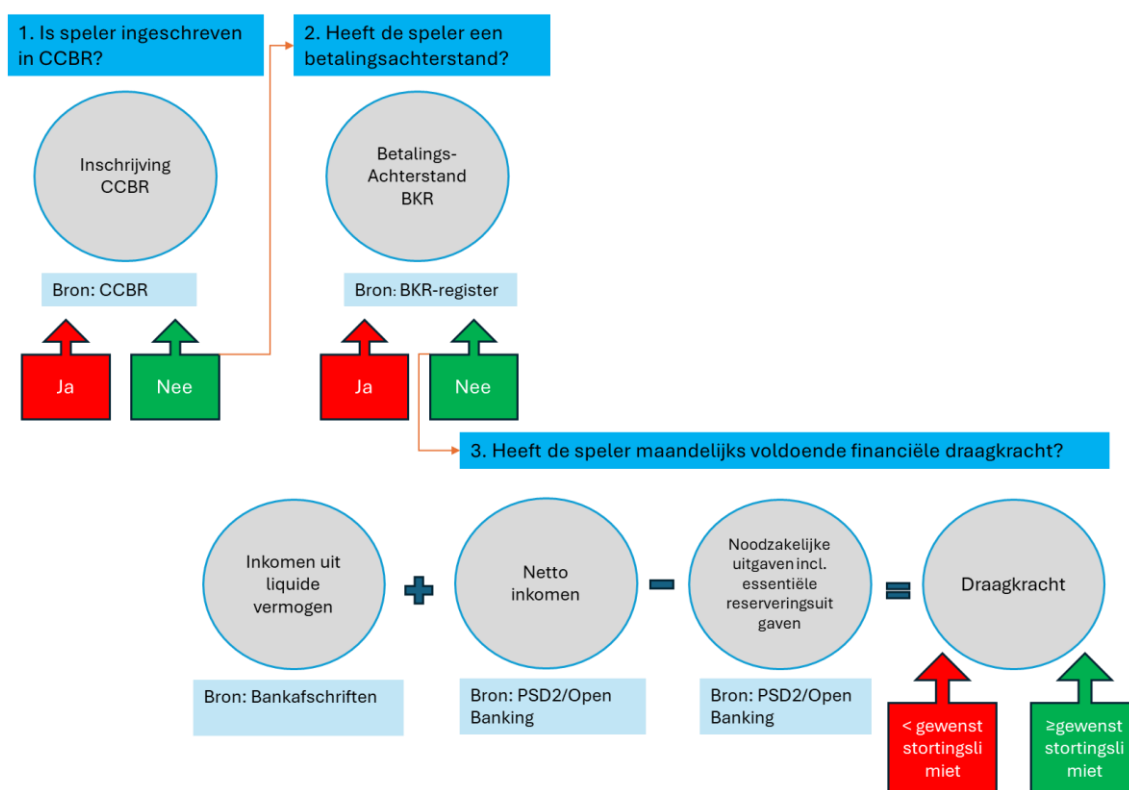 1. Is speler ingeschreven
in CCBR?
2. Heeft de speler een
betalingsachterstand?
Inschrijving
CCBR
Betalings-
Achterstand
BKR
Bron: CCBR
Bron: BKR-register
Ja
Nee
Ja
Nee
3. Heeft de speler maandelijks voldoende financiële draagkracht?
Inkomen uit
liquide
vermogen
Netto
inkomen
Noodzakelijke
uitgaven incl.
essentiële
reserveringsuit
gaven
Draagkracht
Bron: Bankafschriften
Bron: PSD2/Open
Banking
Bron: PSD2/Open
Banking
< gewenst
stortingsli
miet
≥gewenst
stortingsli
miet